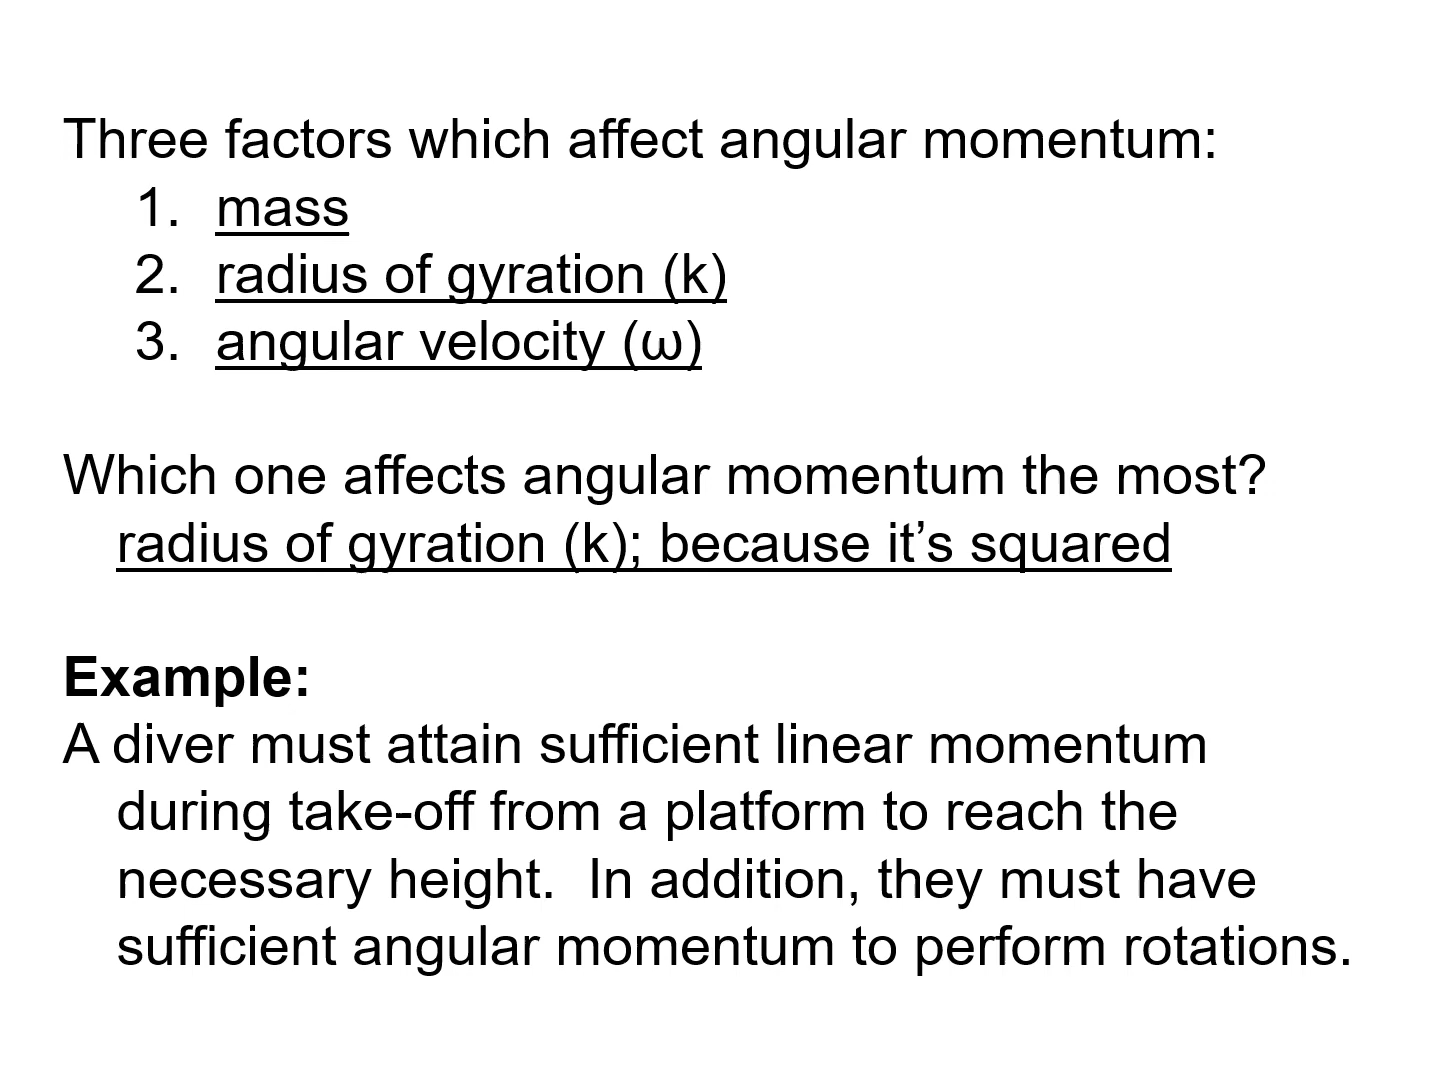 Three factors which affect angular momentum:
1. mass
2. radius of gyration (k)
3. angular velocity (ω)
Which one affects angular momentum the most?
radius of gyration (k); because it’s squared
Example:
A diver must attain sufficient linear momentum
during take-off from a platform to reach the
necessary height.  In addition, they must have
sufficient angular momentum to perform rotations.